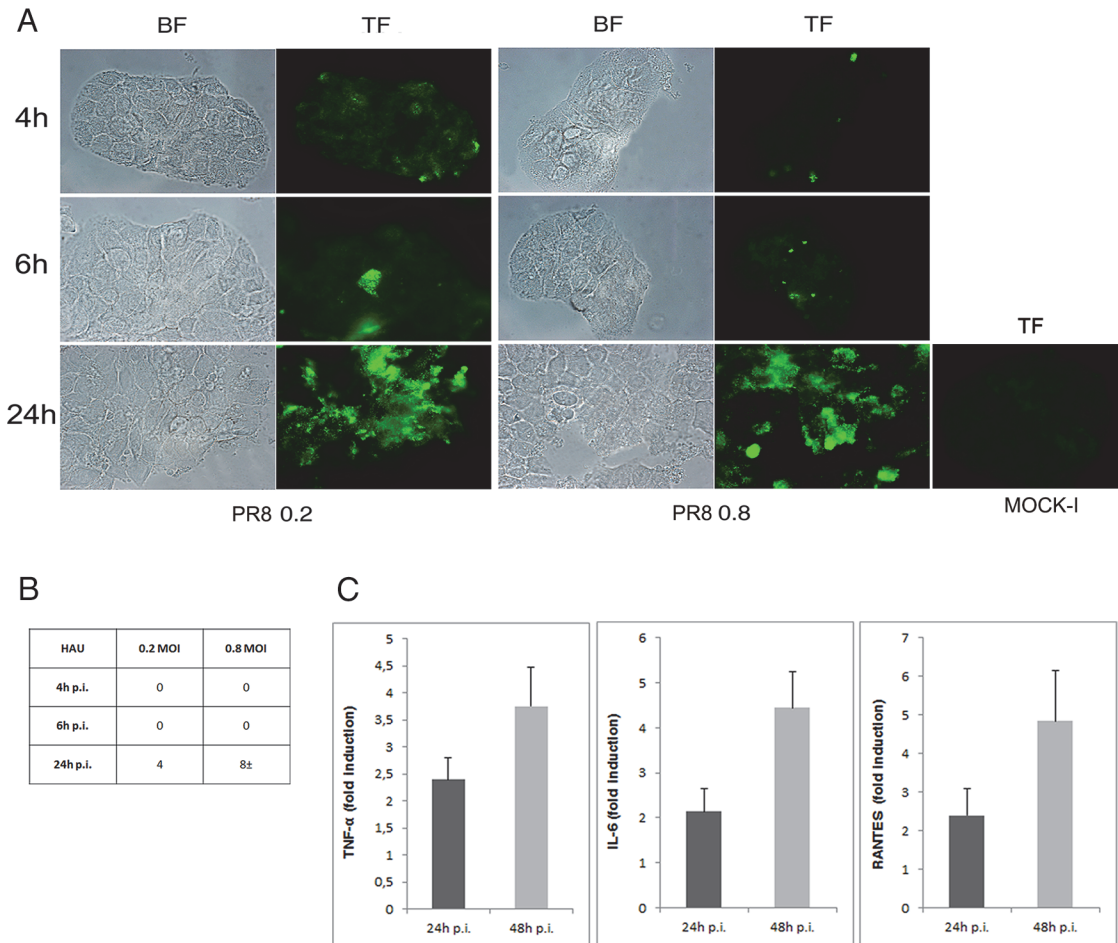 A
BF TF BF TF
4h
6h
TF
24h
PR8 0.2 PR8 0.8 MOCK-I
B
HAU 0.2 MOI 0.8 MOI
4h p.i. 0 0
6h p.i. 0 0
24h p.i. 4 8±
C
TNF-α (fold Induction)
5
4,5
4
3,5
3
2,5
2
1,5
1
0,5
0
24h p.i. 48h p.i.
IL-6 (fold Induction)
6
5
4
3
2
1
0
24h p.i. 48h p.i.
RANTES (fold Induction)
7
6
5
4
3
2
1
0
24h p.i. 48h p.i.